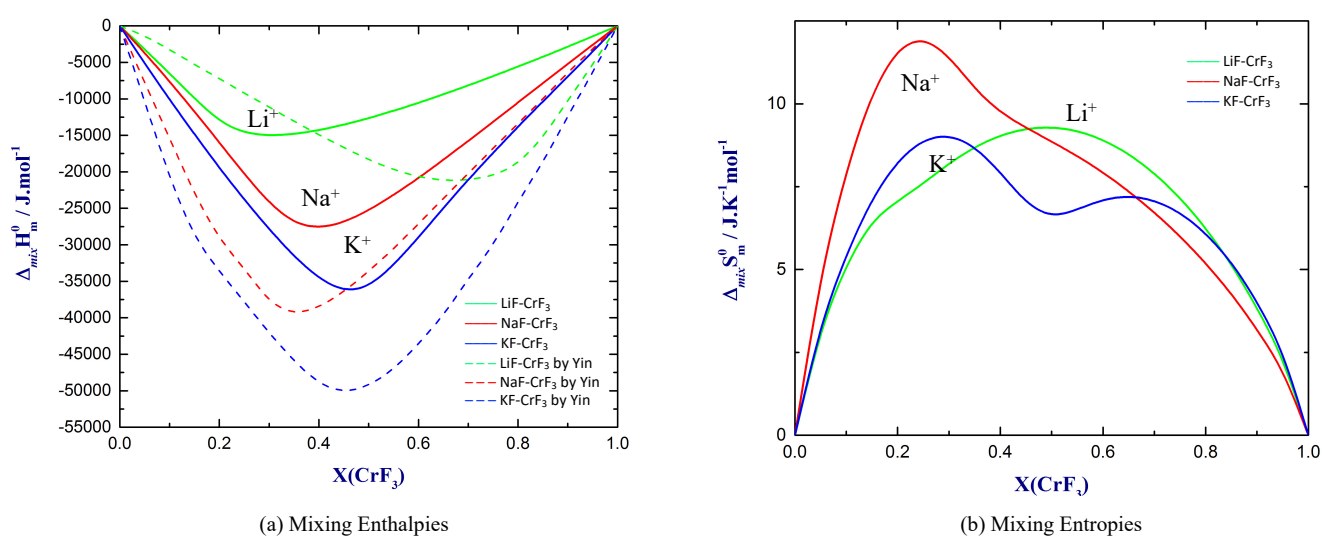 0
-5000
-10000
-15000
-20000
-25000
-30000
-35000
-40000
-45000
-50000
-55000
0.0
0.2
0.4
0.6
0.8
1.0
ΔmixH⁰m / J.mol⁻¹
X(CrF₃)
Li⁺
Na⁺
K⁺
LiF-CrF₃
NaF-CrF₃
KF-CrF₃
LiF-CrF₃ by Yin
NaF-CrF₃ by Yin
KF-CrF₃ by Yin
(a) Mixing Enthalpies
10
5
0
0.0
0.2
0.4
0.6
0.8
1.0
ΔmixS⁰m / J.K⁻¹mol⁻¹
X(CrF₃)
Na⁺
Li⁺
K⁺
LiF-CrF₃
NaF-CrF₃
KF-CrF₃
(b) Mixing Entropies